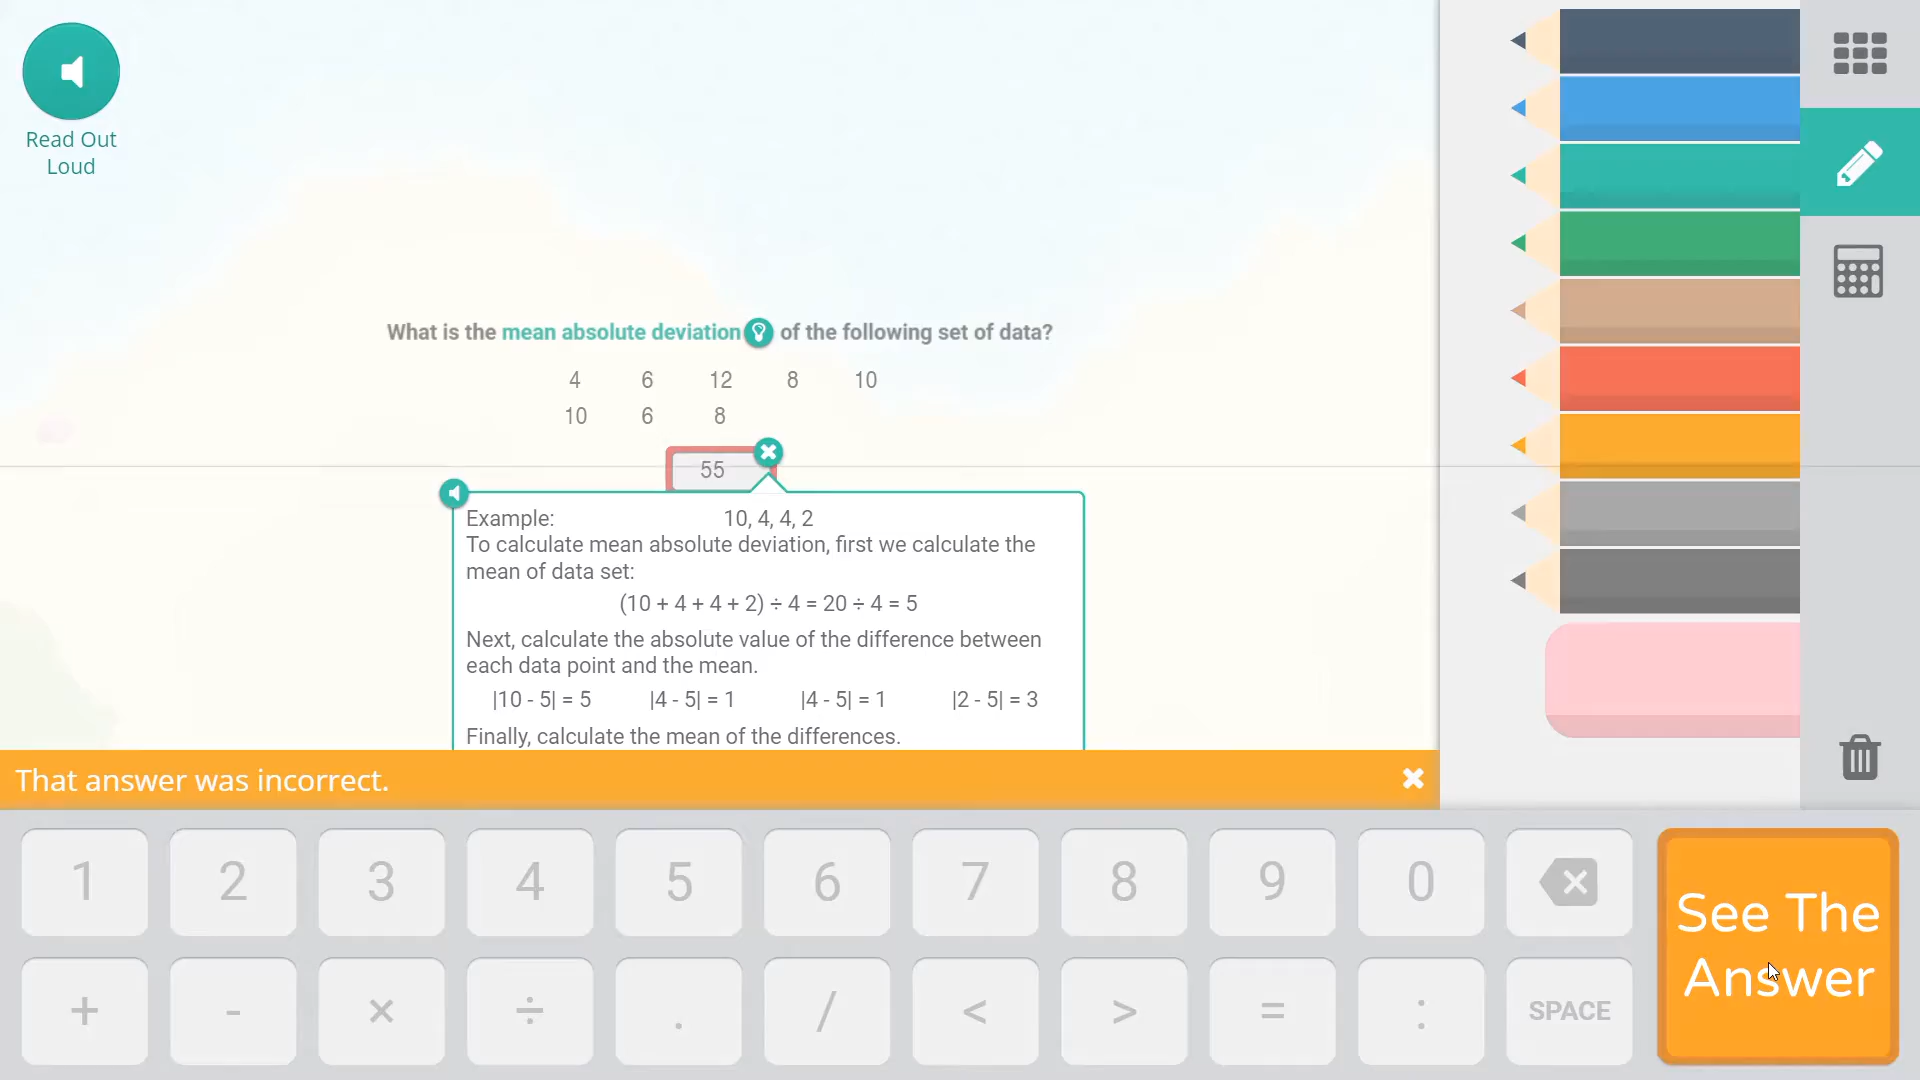 Read Out
Loud
What is the mean absolute deviation of the following set of data?
4 6 12 8 10
10 6 8
55
Example: 10, 4, 4, 2
To calculate mean absolute deviation, first we calculate the
mean of data set:
(10 + 4 + 4 + 2) ÷ 4 = 20 ÷ 4 = 5
Next, calculate the absolute value of the difference between
each data point and the mean.
|10 - 5| = 5 |4 - 5| = 1 |4 - 5| = 1 |2 - 5| = 3
Finally, calculate the mean of the differences.
That answer was incorrect.
1 2 3 4 5 6 7 8 9 0
+ - × ÷ . / < > = : SPACE
See The
Answer